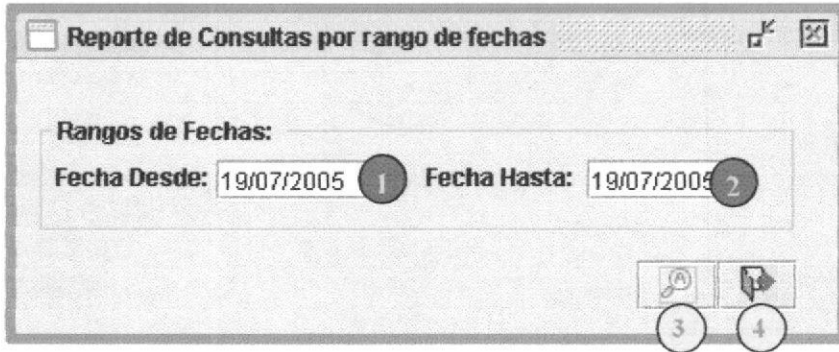 Reporte de Consultas por rango de fechas
Rangos de Fechas:
Fecha Desde: 19/07/2005 1 Fecha Hasta: 19/07/2005 2
A
3 4